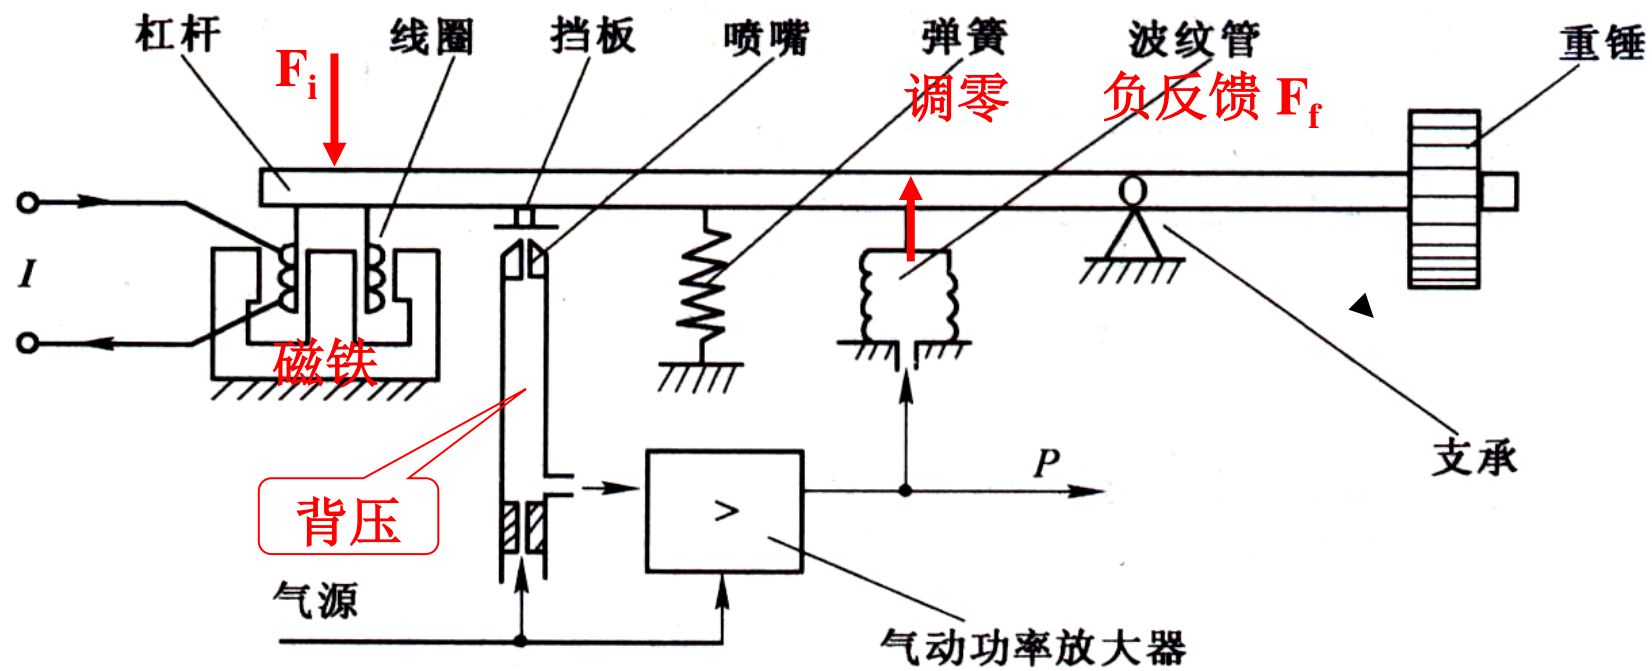 杠杆
线圈
挡板
喷嘴
弹簧
波纹管
重锤
Fi
调零
负反馈 Ff
O
I
磁铁
支承
背压
P
>
气源
气动功率放大器